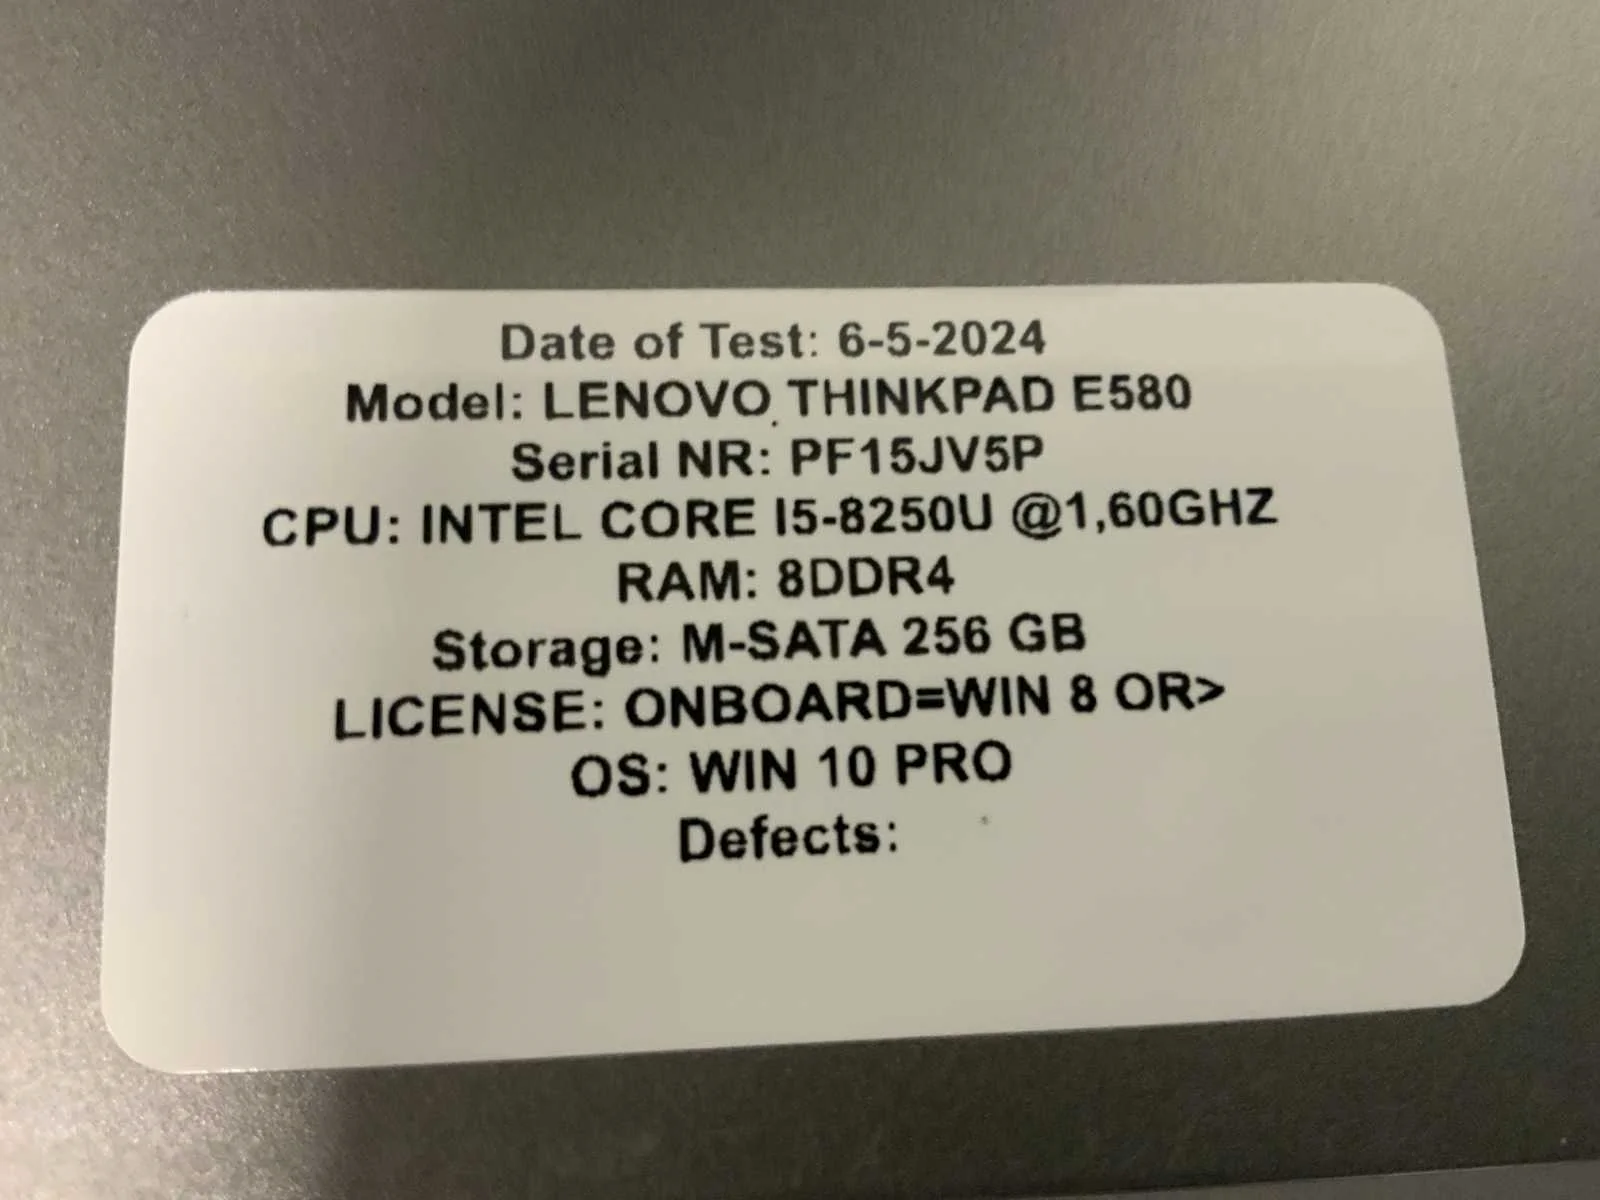 Date of Test: 6-5-2024
Model: LENOVO THINKPAD E580
Serial NR: PF15JV5P
CPU: INTEL CORE I5-8250U @1,60GHZ
RAM: 8DDR4
Storage: M-SATA 256 GB
LICENSE: ONBOARD=WIN 8 OR>
OS: WIN 10 PRO
Defects: